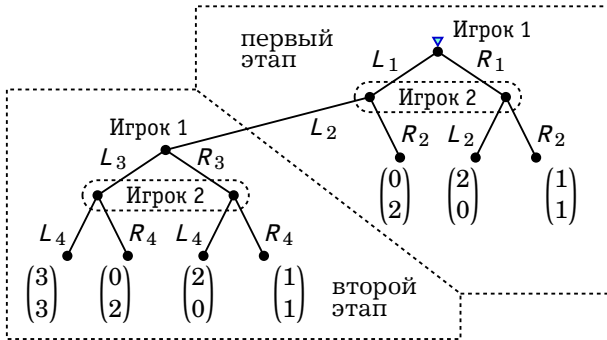 первый
этап
Игрок 1
L1 R1
Игрок 2
L2 R2 L2 R2
(0 2) (2 0) (1 1)
Игрок 1
L3 R3
Игрок 2
L4 R4 L4 R4
(3 3) (0 2) (2 0) (1 1)
второй
этап